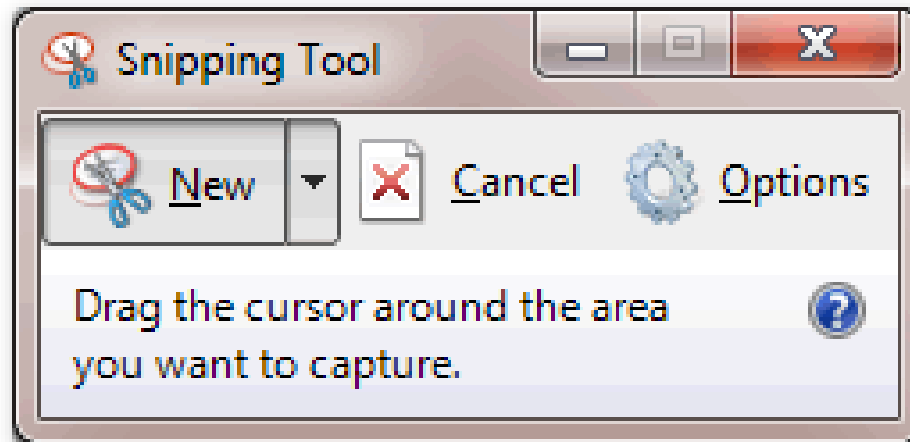 Snipping Tool
New Cancel Options
Drag the cursor around the area
you want to capture.